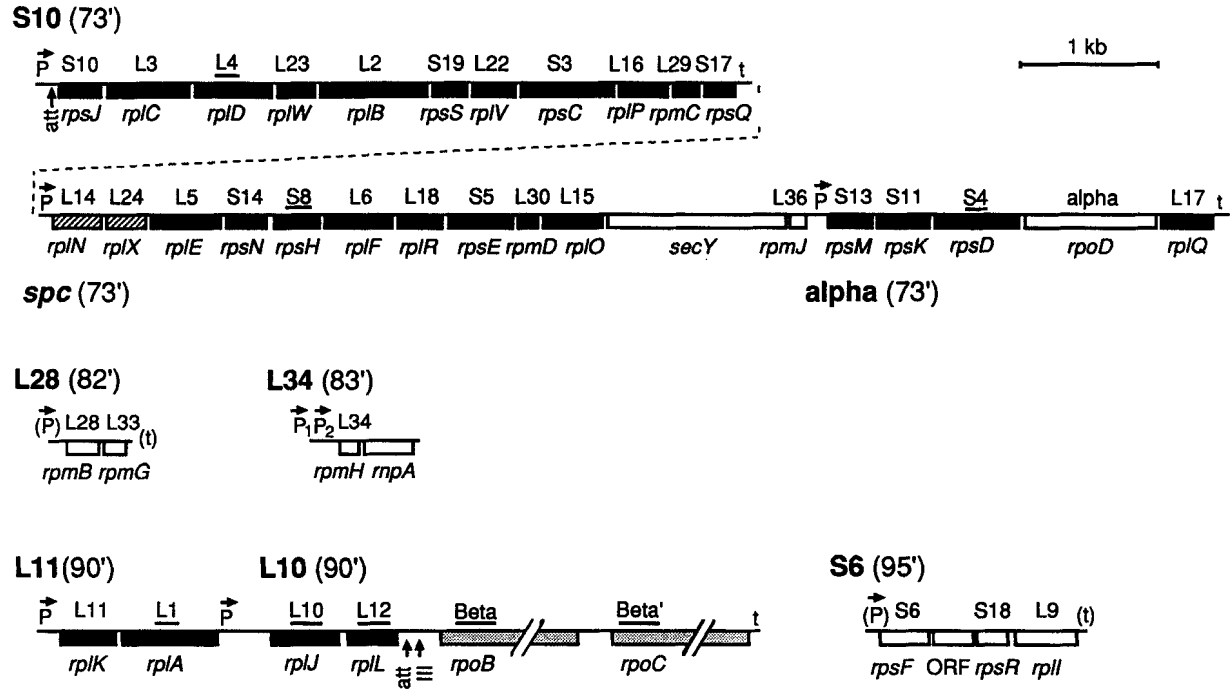 S10 (73')
P S10 L3 L4 L23 L2 S19 L22 S3 L16 L29 S17 t
1 kb
att rpsJ rplC rplD rplW rplB rpsS rplV rpsC rplP rpmC rpsQ
P L14 L24 L5 S14 S8 L6 L18 S5 L30 L15 L36 P S13 S11 S4 alpha L17 t
rplN rplX rplE rpsN rpsH rplF rplR rpsE rpmD rplO secY rpmJ rpsM rpsK rpsD rpoD rplQ
spc (73') alpha (73')
L28 (82') L34 (83')
(P) L28 L33 (t) P1 P2 L34
rpmB rpmG rpmH rnpA
L11(90') L10 (90') S6 (95')
P L11 L1 P L10 L12 Beta Beta' t (P) S6 S18 L9 (t)
rplK rplA rplJ rplL att III rpoB rpoC rpsF ORF rpsR rplI